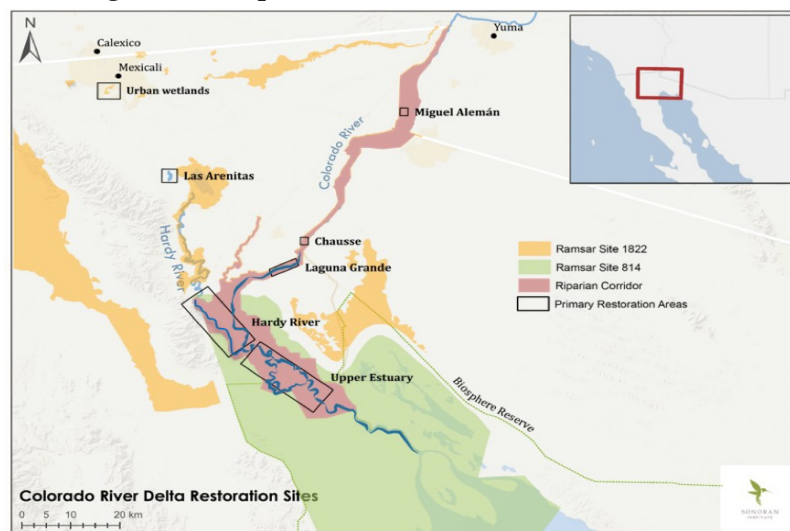 N
Calexico
Mexicali
Urban wetlands
Yuma
Miguel Alemán
Colorado River
Las Arenitas
Hardy River
Chausse
Laguna Grande
Ramsar Site 1822
Ramsar Site 814
Riparian Corridor
Primary Restoration Areas
Hardy River
Upper Estuary
Biosphere Reserve
Colorado River Delta Restoration Sites
0 5 10 20 km
SONORAN
INSTITUTE